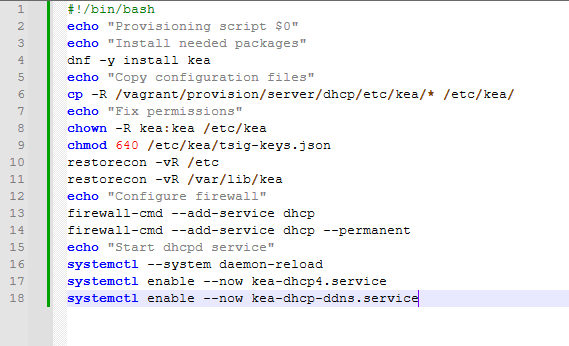 1 #!/bin/bash
2 echo "Provisioning script $0"
3 echo "Install needed packages"
4 dnf -y install kea
5 echo "Copy configuration files"
6 cp -R /vagrant/provision/server/dhcp/etc/kea/* /etc/kea/
7 echo "Fix permissions"
8 chown -R kea:kea /etc/kea
9 chmod 640 /etc/kea/tsig-keys.json
10 restorecon -vR /etc
11 restorecon -vR /var/lib/kea
12 echo "Configure firewall"
13 firewall-cmd --add-service dhcp
14 firewall-cmd --add-service dhcp --permanent
15 echo "Start dhcpd service"
16 systemctl --system daemon-reload
17 systemctl enable --now kea-dhcp4.service
18 systemctl enable --now kea-dhcp-ddns.service